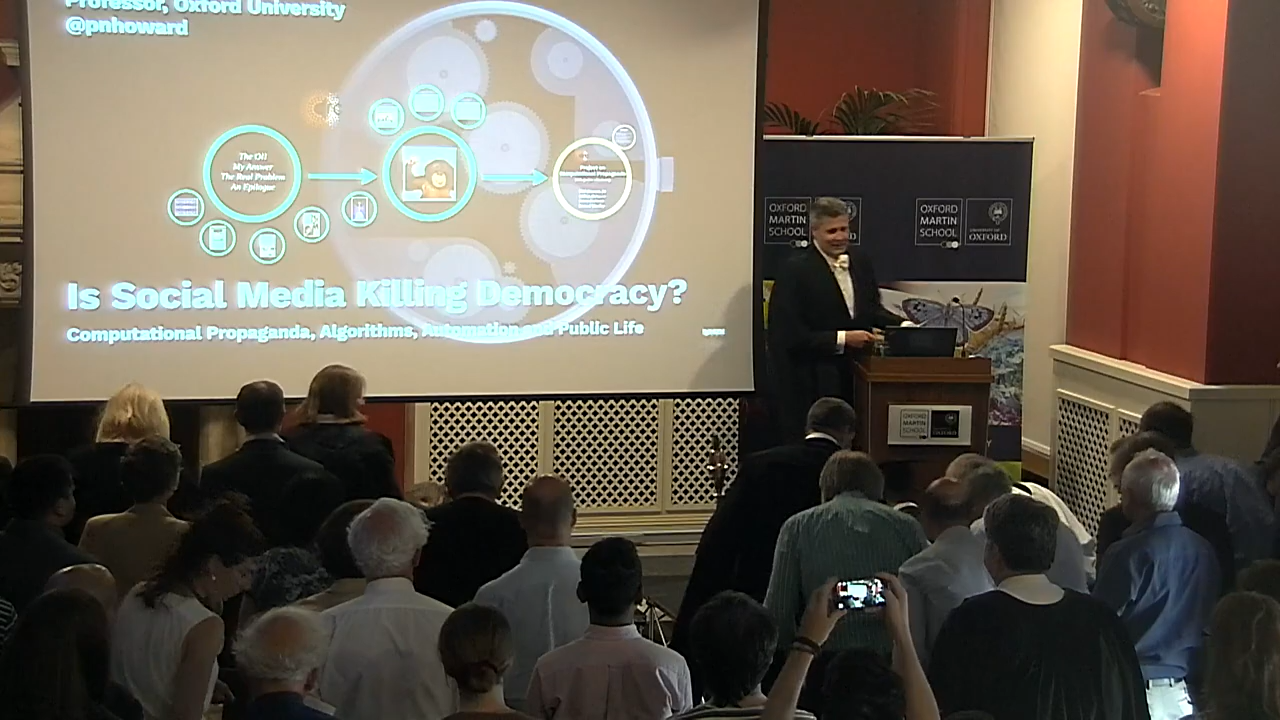 Professor, Oxford University
@pnhoward
The OII
My Answer
The Real Problem
An Epilogue
Is Social Media Killing Democracy?
Computational Propaganda, Algorithms, Automation and Public Life
OXFORD
MARTIN
SCHOOL
OXFORD
MARTIN
SCHOOL
UNIVERSITY OF
OXFORD
OXFORD
MARTIN
SCHOOL
OXFORD